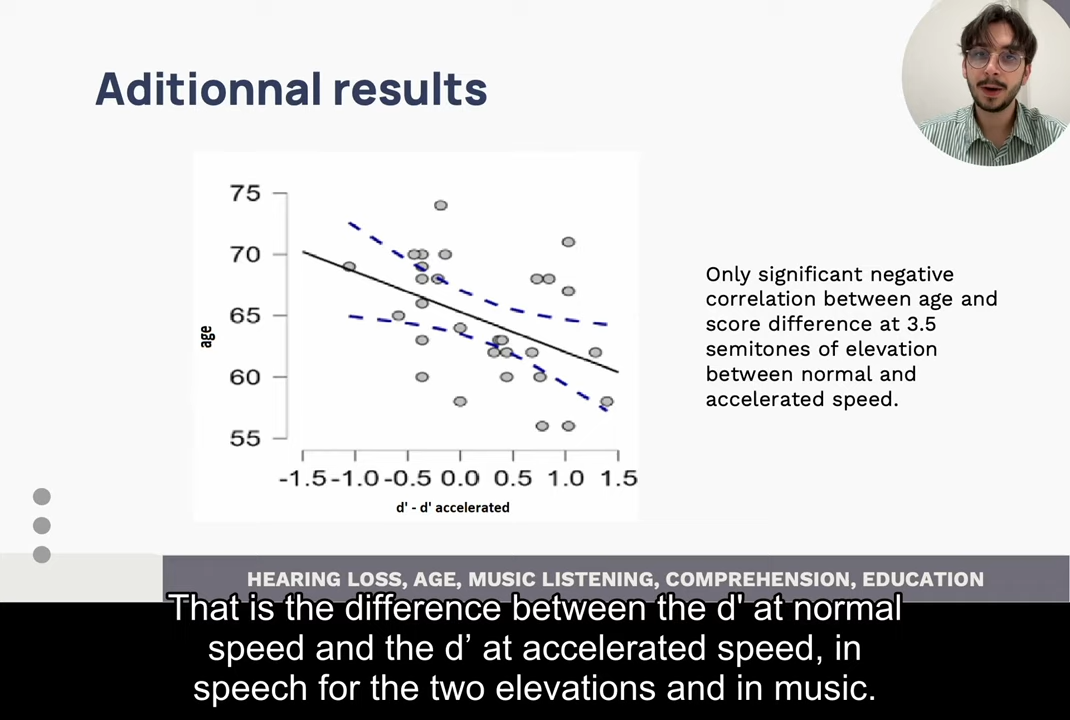 Aditionnal results
75
70
65
60
55
age
-1.5 -1.0 -0.5 0.0 0.5 1.0 1.5
d' - d' accelerated
Only significant negative
correlation between age and
score difference at 3.5
semitones of elevation
between normal and
accelerated speed.
HEARING LOSS, AGE, MUSIC LISTENING, COMPREHENSION, EDUCATION
That is the difference between the d' at normal
speed and the d’ at accelerated speed, in
speech for the two elevations and in music.